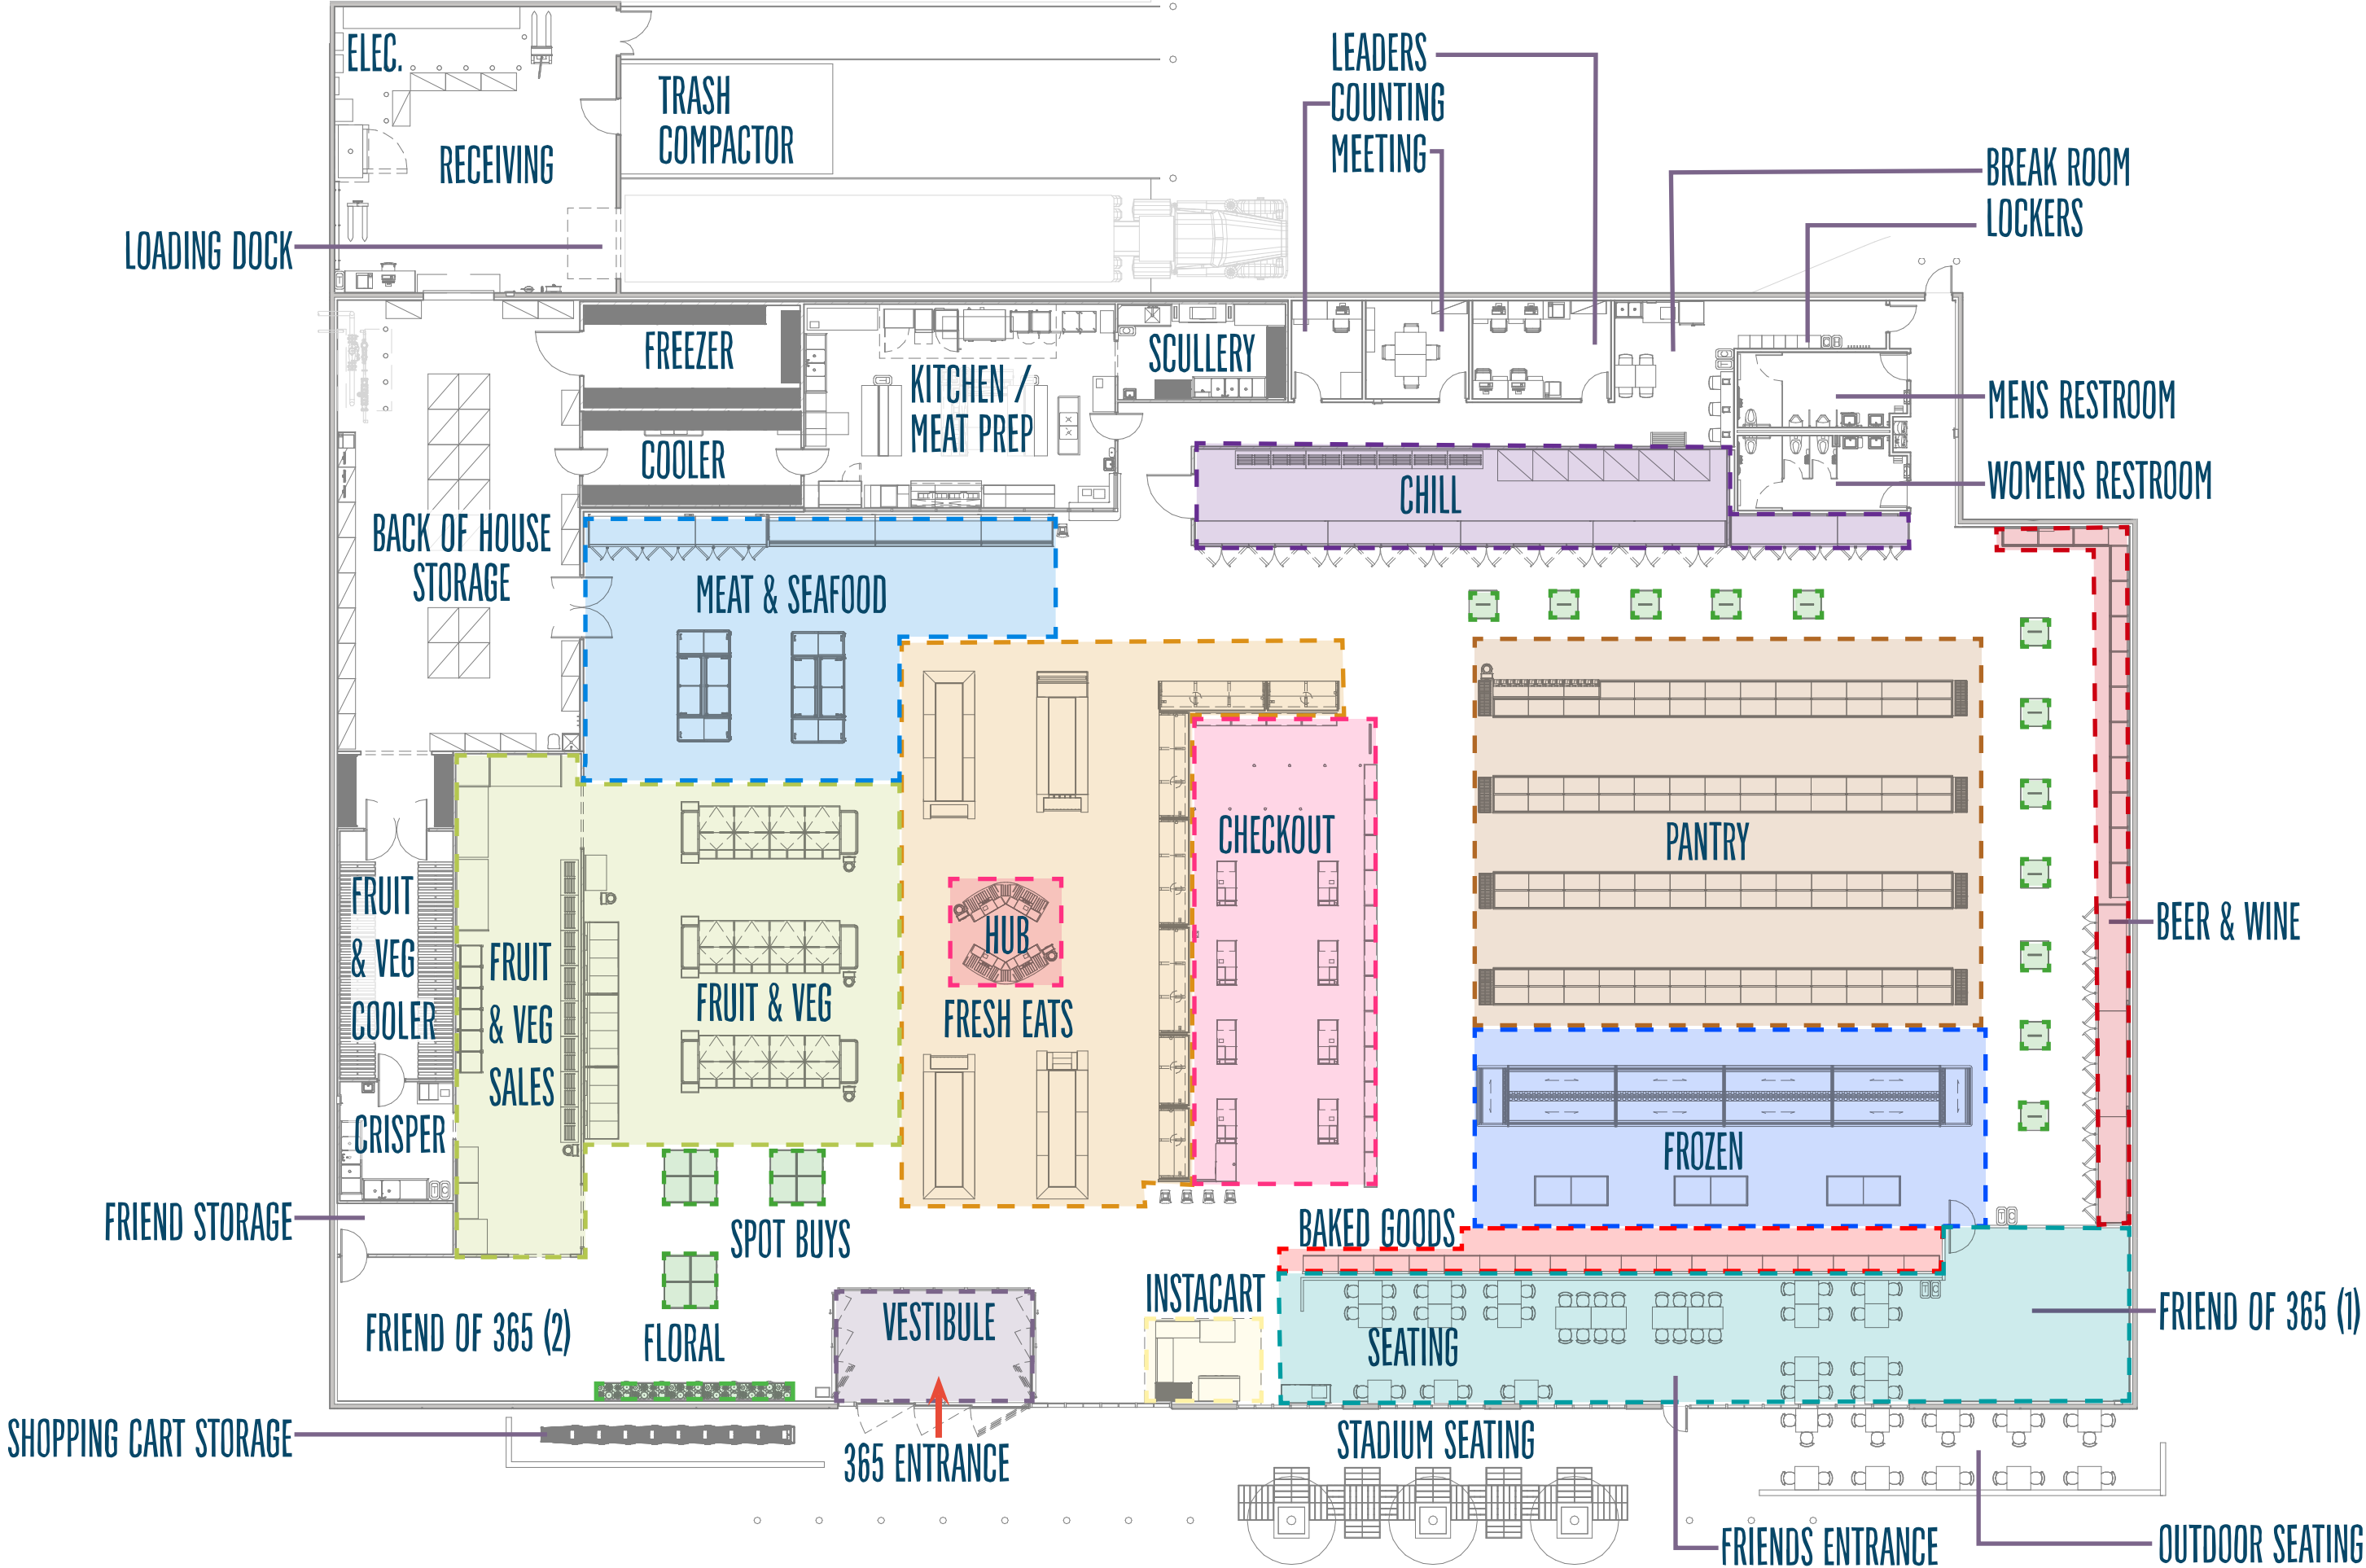 ELEC.
LEADERS
COUNTING
MEETING
TRASH
COMPACTOR
RECEIVING
BREAK ROOM
LOCKERS
LOADING DOCK
FREEZER
SCULLERY
KITCHEN /
MEAT PREP
COOLER
MENS RESTROOM
WOMENS RESTROOM
CHILL
BACK OF HOUSE
STORAGE
MEAT & SEAFOOD
CHECKOUT
PANTRY
FRUIT
& VEG
COOLER
HUB
BEER & WINE
FRUIT
& VEG
SALES
FRUIT & VEG
FRESH EATS
CRISPER
FROZEN
FRIEND STORAGE
SPOT BUYS
BAKED GOODS
INSTACART
VESTIBULE
FRIEND OF 365 (1)
FRIEND OF 365 (2)
FLORAL
SEATING
SHOPPING CART STORAGE
365 ENTRANCE
STADIUM SEATING
FRIENDS ENTRANCE
OUTDOOR SEATING